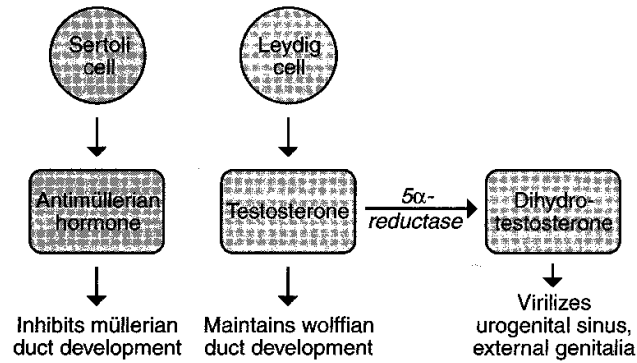 Sertoli
cell
Leydig
cell
Antimüllerian
hormone
Testosterone
5α-
reductase
Dihydro-
testosterone
Inhibits müllerian
duct development
Maintains wolffian
duct development
Virilizes
urogenital sinus,
external genitalia